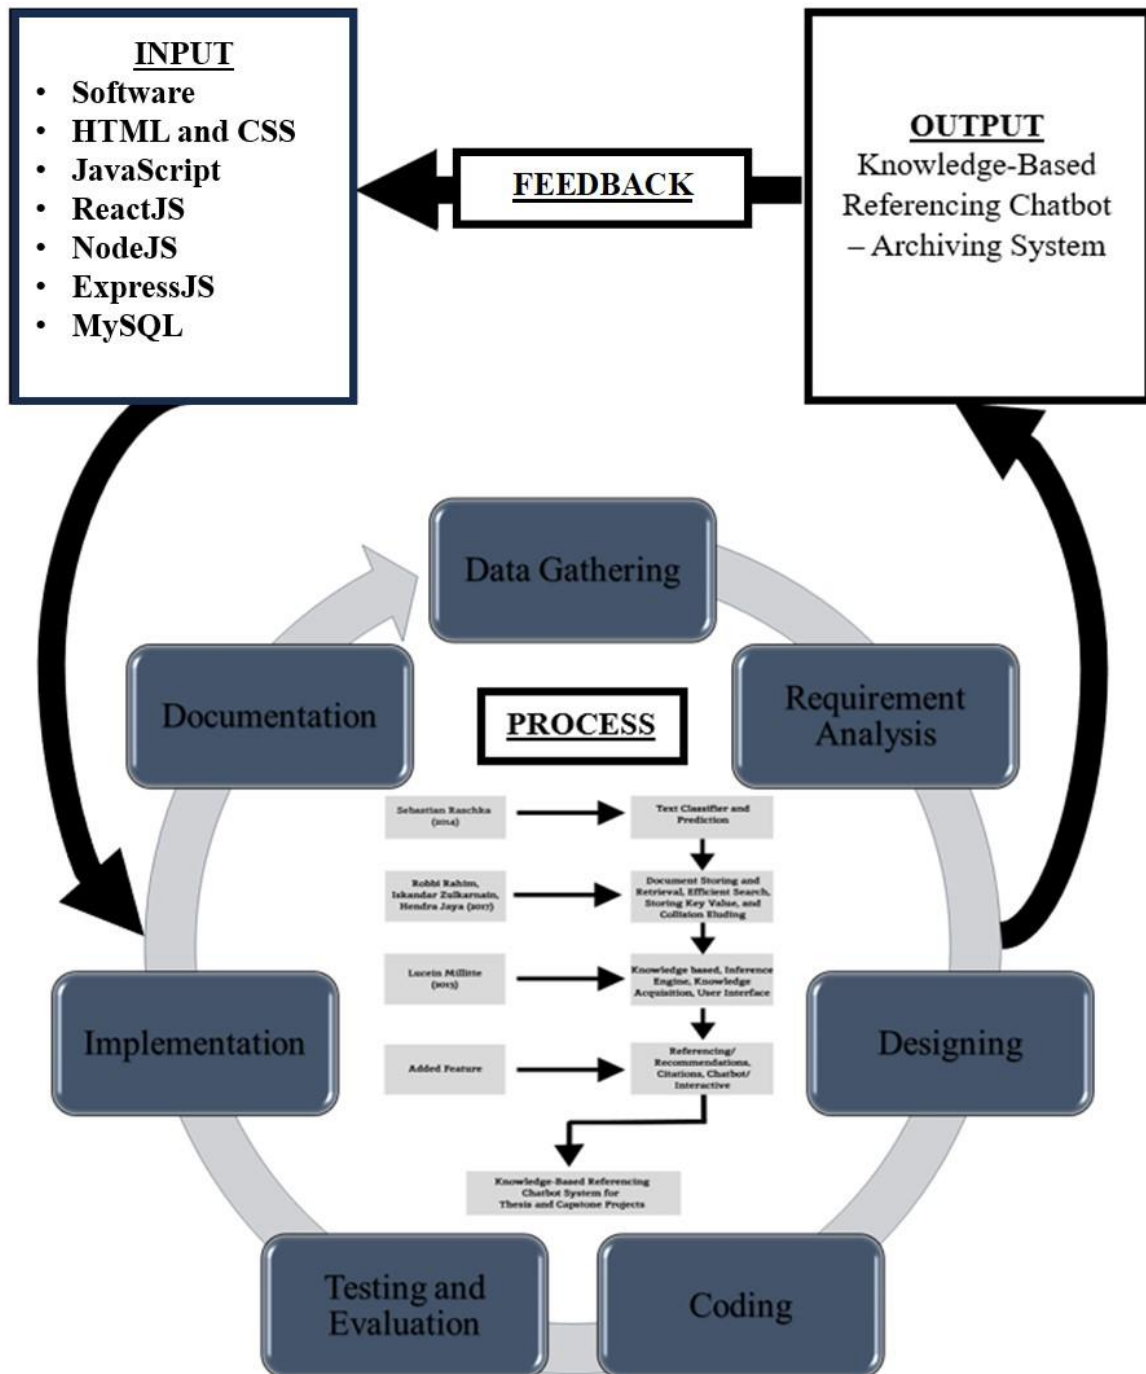 INPUT
• Software
• HTML and CSS
• JavaScript
• ReactJS
• NodeJS
• ExpressJS
• MySQL
FEEDBACK
OUTPUT
Knowledge-Based
Referencing Chatbot
– Archiving System
Data Gathering
Requirement
Analysis
Designing
Coding
Testing and
Evaluation
Implementation
Documentation
PROCESS
Sebastian Raschka
(2014)
Text Classifier and
Prediction
Robbi Rahim,
Iskandar Zulkarnain,
Hendra Jaya (2017)
Document Storing and
Retrieval, Efficient Search,
Storing Key Value, and
Collision Eluding
Lucein Millitte
(2013)
Knowledge based, Inference
Engine, Knowledge
Acquisition, User Interface
Added Feature
Referencing/
Recommendations,
Citations, Chatbot/
Interactive
Knowledge-Based Referencing
Chatbot System for
Thesis and Capstone Projects